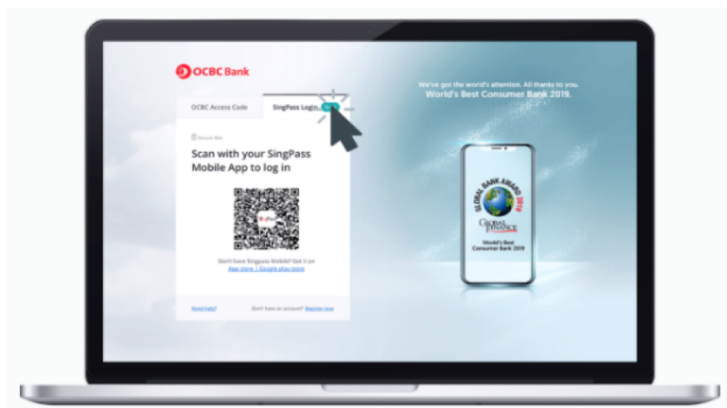 OCBC Bank
We've got the world's attention. All thanks to you.
World's Best Consumer Bank 2019.
OCBC Access Code
SingPass Login
Secure Site
Scan with your SingPass
Mobile App to log in
Don't have Singpass Mobile? Get it on
App store | Google play store
Need help?
Don't have an account? Register now
GLOBAL BANK AWARD 2019
GLOBAL
FINANCE
World's Best
Consumer Bank 2019